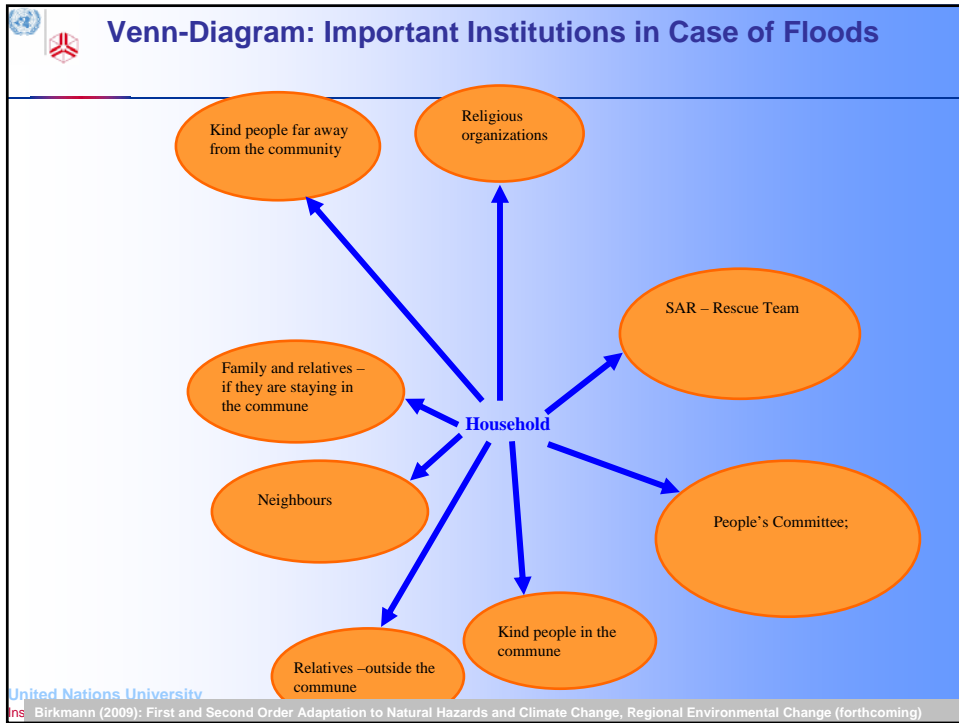 Venn-Diagram: Important Institutions in Case of Floods
Kind people far away
from the community
Religious
organizations
SAR – Rescue Team
Family and relatives –
if they are staying in
the commune
Household
Neighbours
People's Committee;
Kind people in the
commune
Relatives –outside the
commune
United Nations University
Ins
Birkmann (2009): First and Second Order Adaptation to Natural Hazards and Climate Change, Regional Environmental Change (forthcoming)